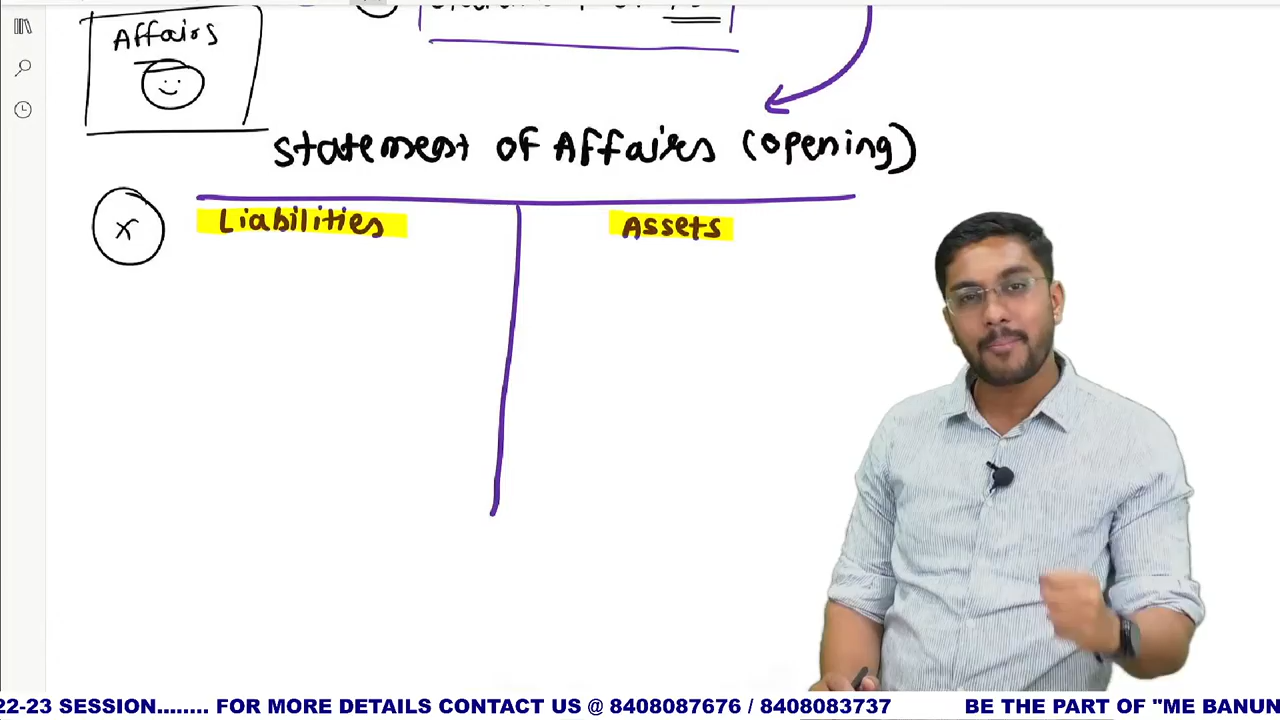 Affairs
Statement of Affairs (opening)
x
Liabilities
Assets
22-23 SESSION........ FOR MORE DETAILS CONTACT US @ 8408087676 / 8408083737
BE THE PART OF "ME BANUN